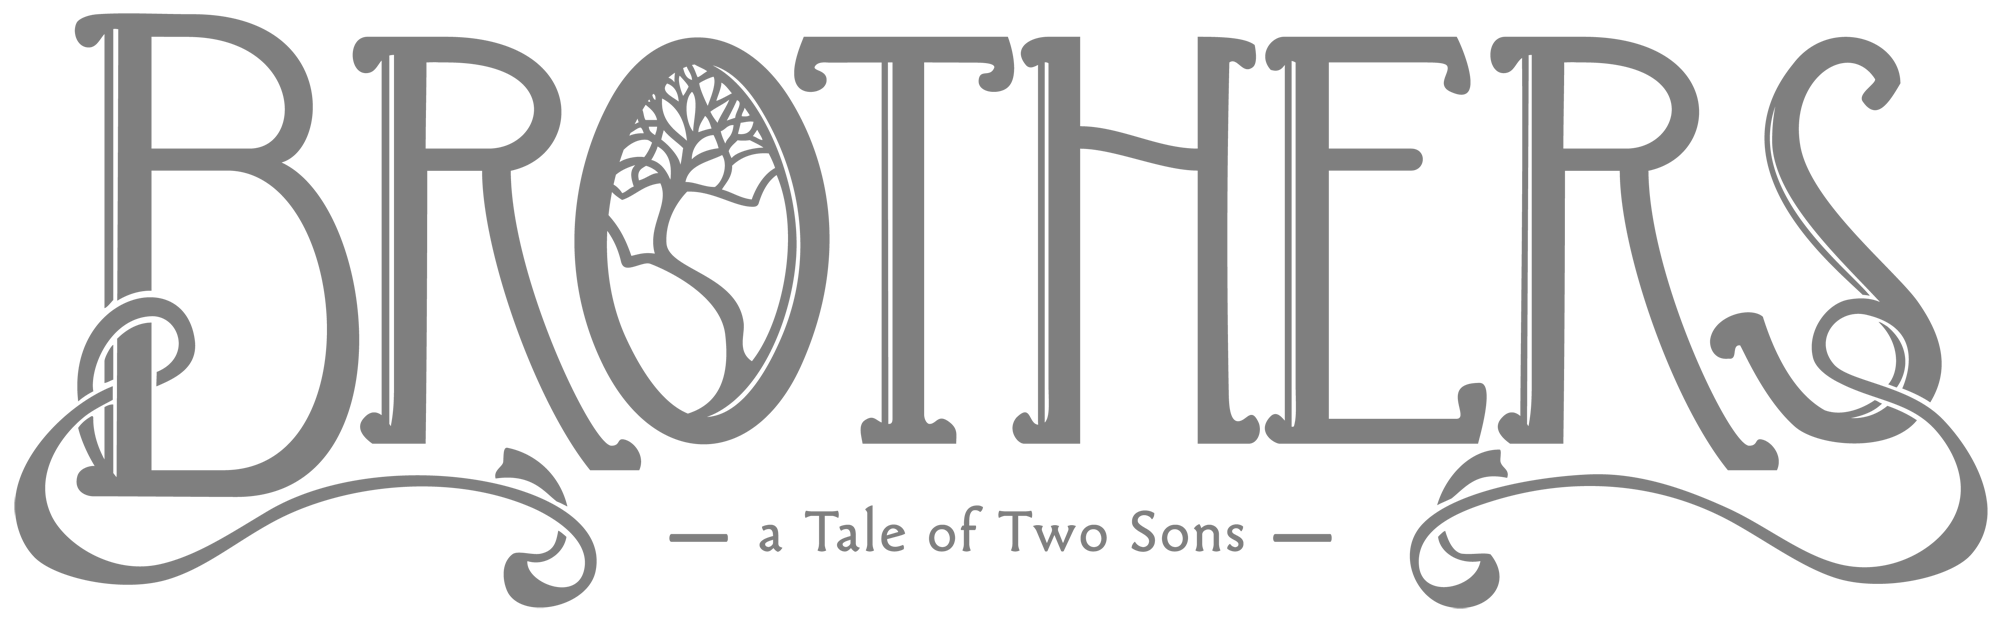 BROTHERS
— a Tale of Two Sons —